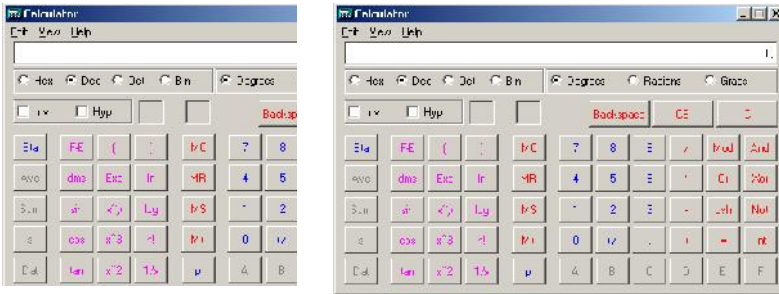 Calculator
Edit View Help
Hex Dec Oct Bin Degrees
Inv Hyp Backsp
Sta F-E ( ) MC 7 8
Ave dms Exp ln MR 4 5
Sum sin x^y log MS 1 2
s cos x^3 n! M+ 0 +/-
Dat tan x^2 1/x A B
Calculator
Edit View Help
Hex Dec Oct Bin Degrees Radians Grads
Inv Hyp Backspace CE C
Sta F-E ( ) MC 7 8 9 / Mod And
Ave dms Exp ln MR 4 5 6 * Or Xor
Sum sin x^y log MS 1 2 3 - Lsh Not
s cos x^3 n! M+ 0 +/- . + = Int
Dat tan x^2 1/x A B C D E F